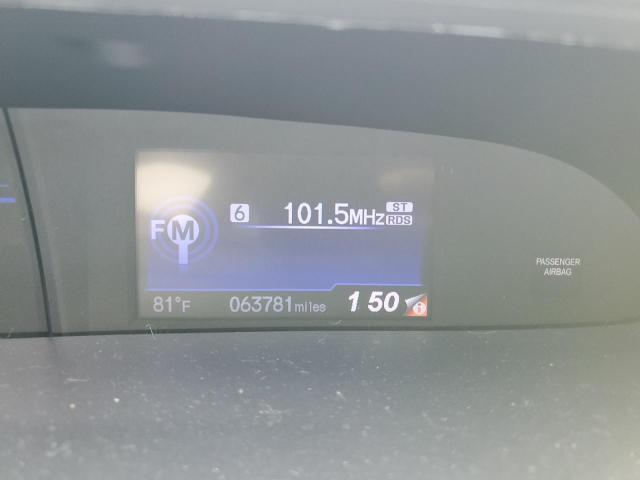 6 101.5MHz ST
RDS
FM
81°F 063781miles 1 50 i
PASSENGER
AIRBAG